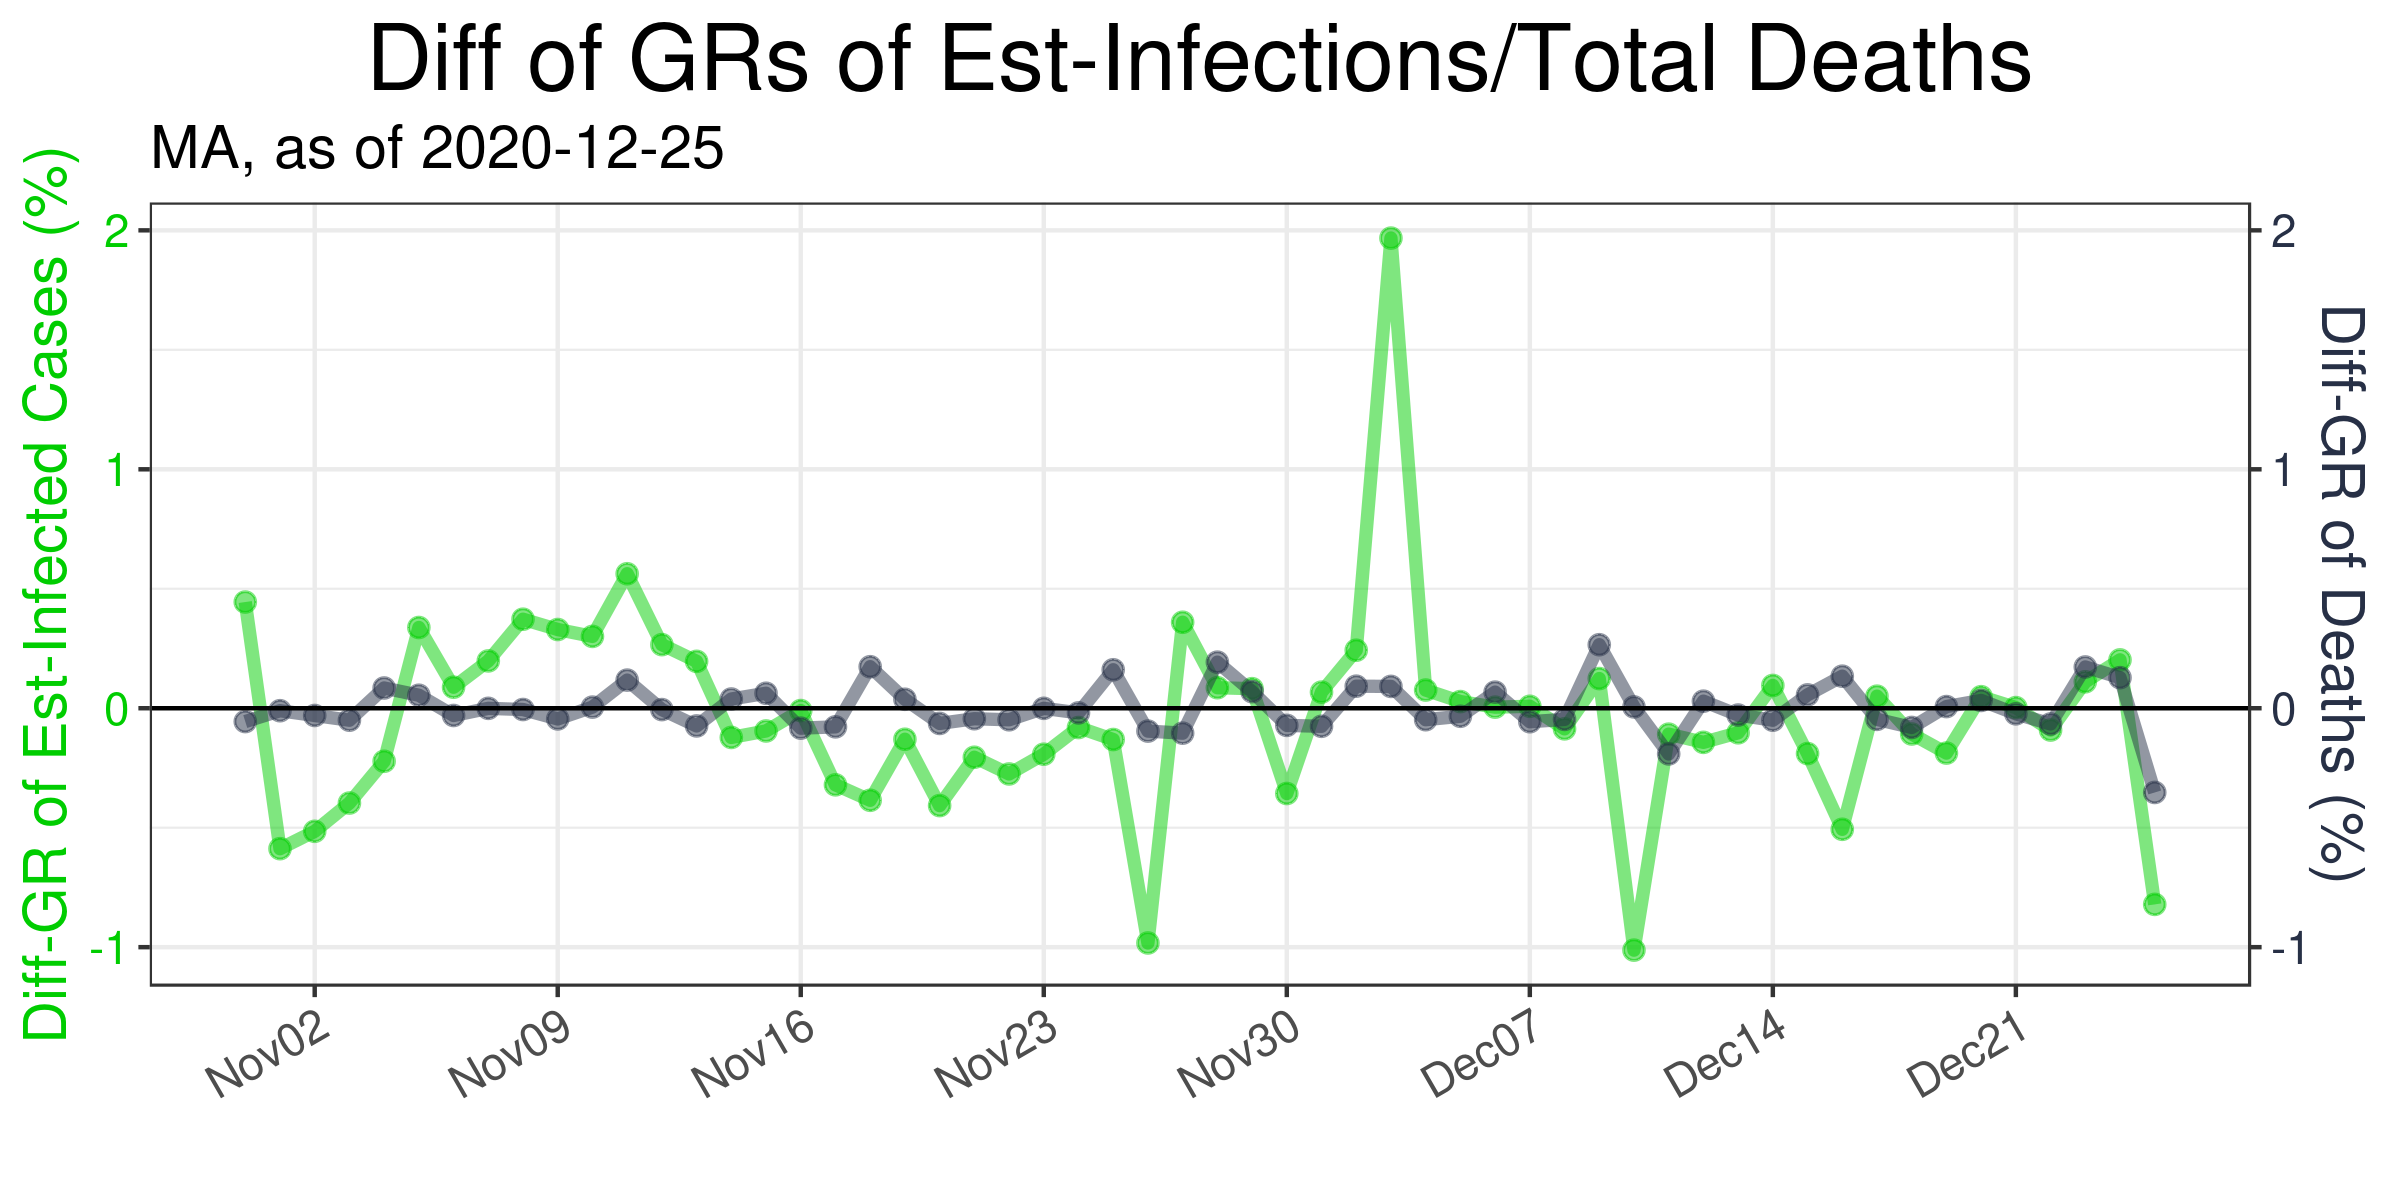 Diff of GRs of Est-Infections/Total Deaths
MA, as of 2020-12-25
Diff-GR of Est-Infected Cases (%)
2
1
0
-1
2
1
0
-1
Diff-GR of Deaths (%)
Nov02
Nov09
Nov16
Nov23
Nov30
Dec07
Dec14
Dec21